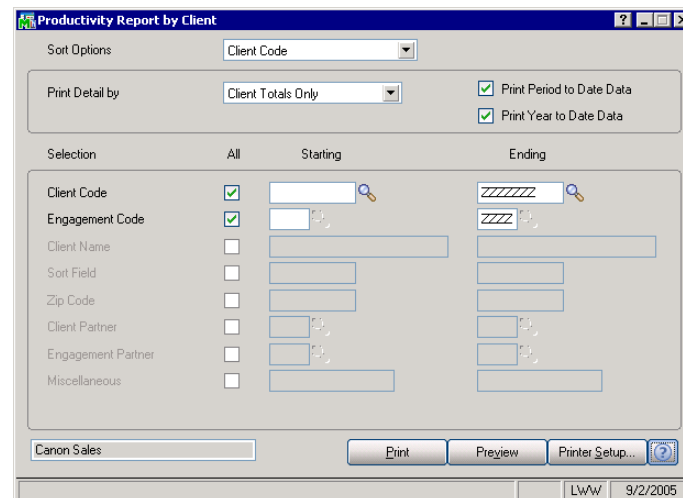 Productivity Report by Client
Sort Options Client Code
Print Detail by Client Totals Only Print Period to Date Data
Print Year to Date Data
Selection All Starting Ending
Client Code ZZZZZZZ
Engagement Code ZZZZ
Client Name
Sort Field
Zip Code
Client Partner
Engagement Partner
Miscellaneous
Canon Sales Print Preview Printer Setup... ?
LWW 9/2/2005